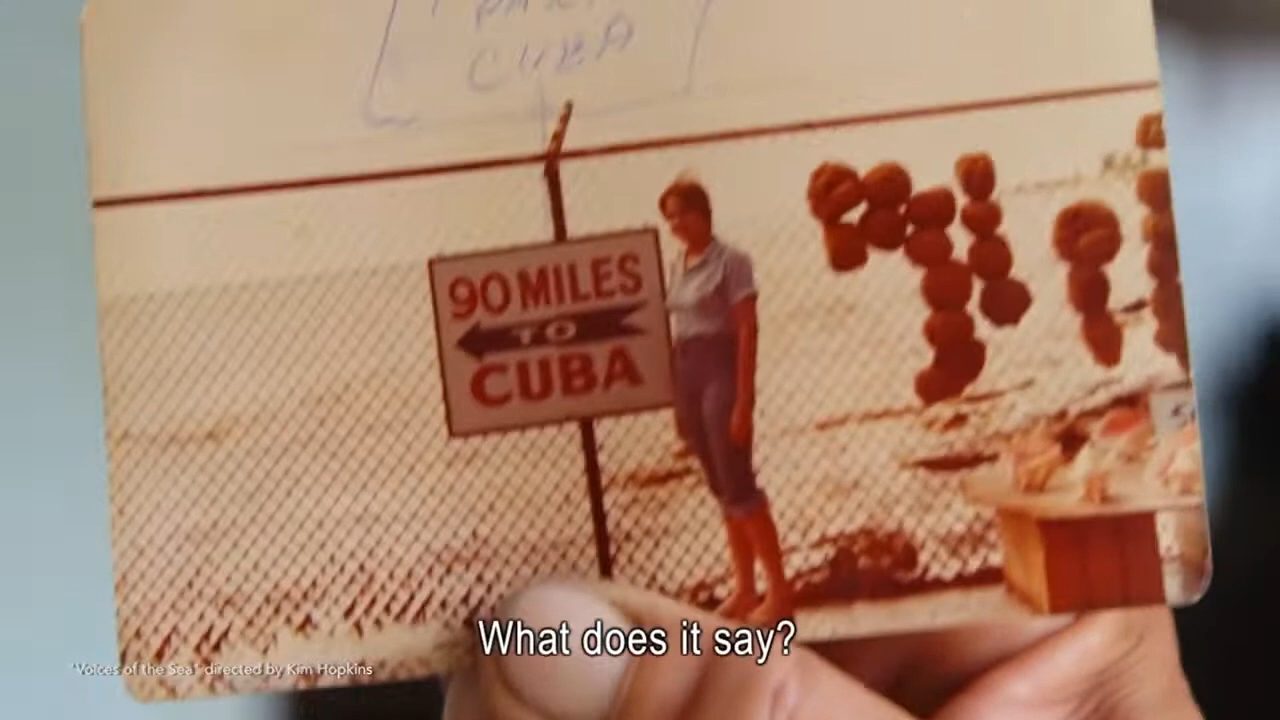 CUBA
90 MILES
TO
CUBA
What does it say?
"Voices of the Sea" directed by Kim Hopkins